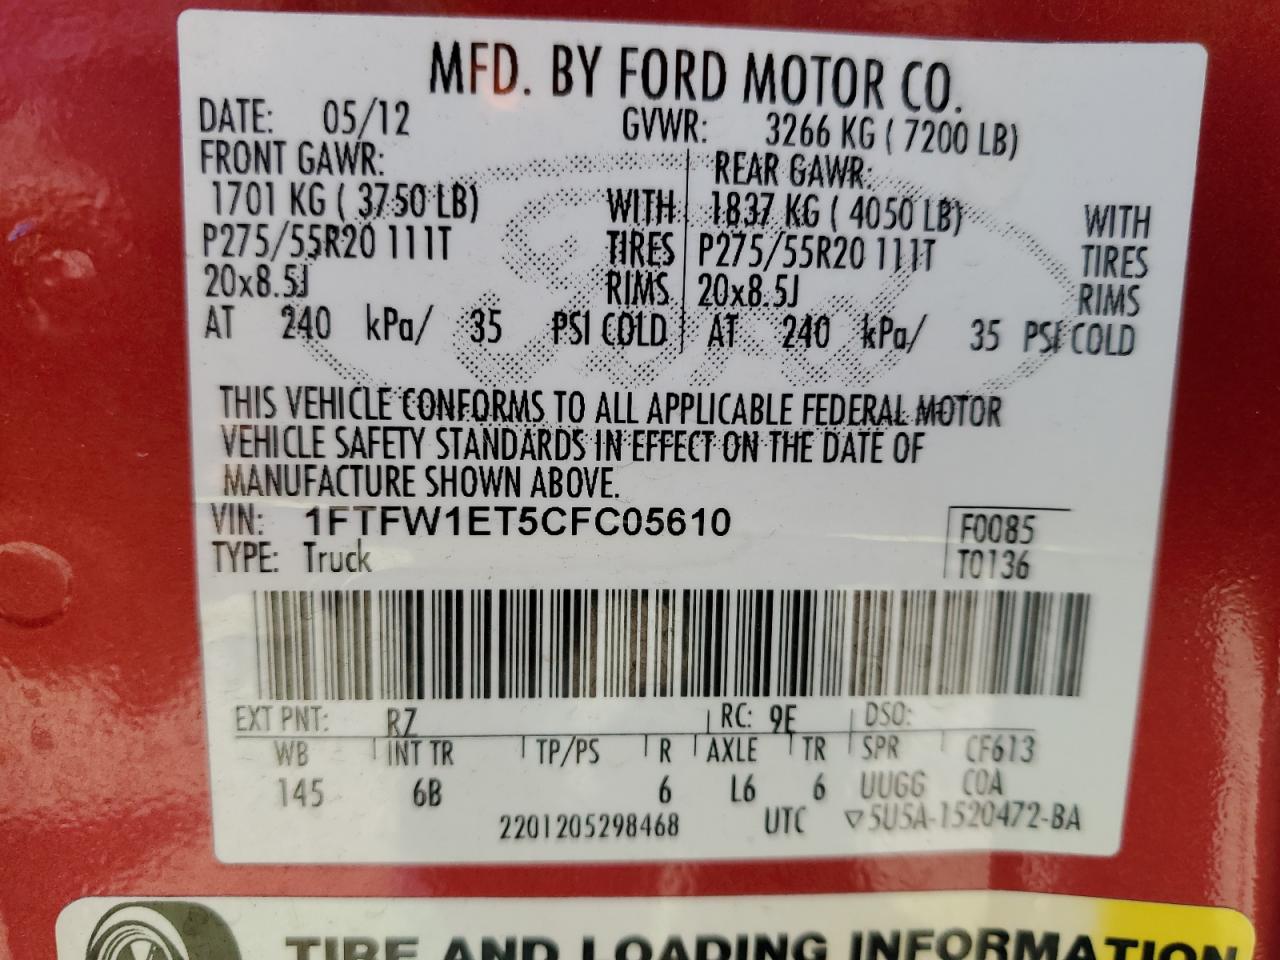 MFD. BY FORD MOTOR CO.
DATE: 05/12 GVWR: 3266 KG ( 7200 LB)
FRONT GAWR: REAR GAWR:
1701 KG ( 3750 LB) WITH 1837 KG ( 4050 LB) WITH
P275/55R20 111T TIRES P275/55R20 111T TIRES
20x8.5J RIMS 20x8.5J RIMS
AT 240 kPa/ 35 PSI COLD AT 240 kPa/ 35 PSI COLD
THIS VEHICLE CONFORMS TO ALL APPLICABLE FEDERAL MOTOR
VEHICLE SAFETY STANDARDS IN EFFECT ON THE DATE OF
MANUFACTURE SHOWN ABOVE.
VIN: 1FTFW1ET5CFC05610 F0085
TYPE: Truck T0136
EXT PNT: RZ RC: 9E DSO:
WB INT TR TP/PS R AXLE TR SPR CF613
145 6B 6 L6 6 UUGG COA
2201205298468 UTC ▽5U5A-1520472-BA
TIRE AND LOADING INFORMATION